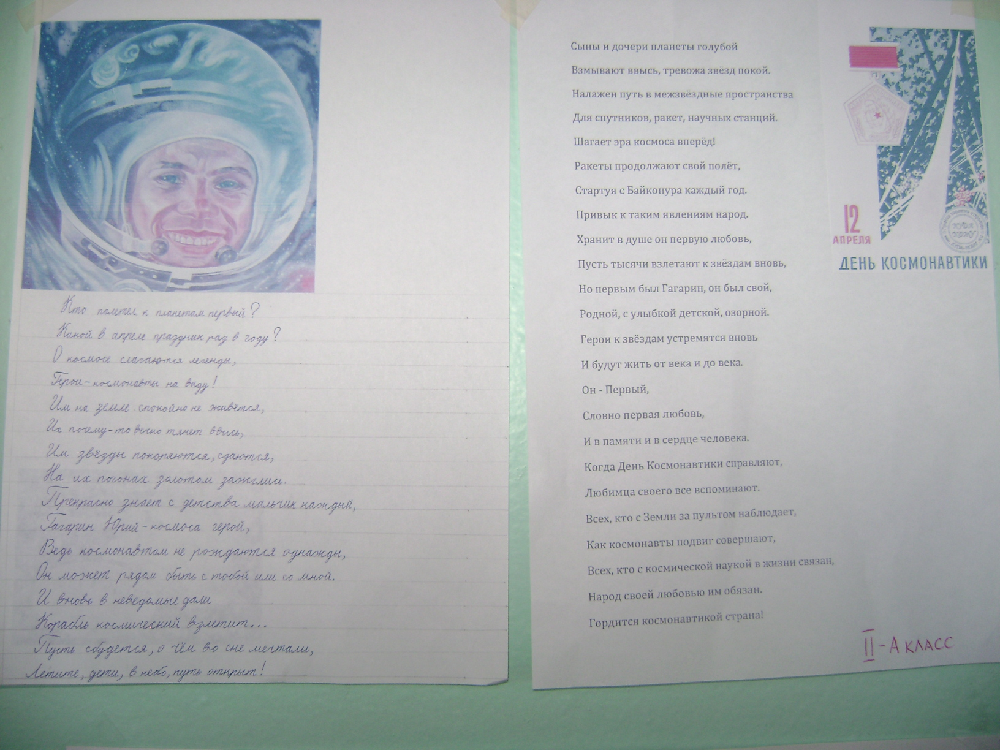 Кто полетел к планетам первый?
Какой в апреле праздник раз в году?
О космосе слагаются легенды,
Герои-космонавты на виду!
Им на земле спокойно не живётся,
Их почему-то вечно тянет ввысь,
Им звёзды покоряются, сдаются,
На их погонах золотом зажглись.
Прекрасно знает с детства мальчик каждый,
Гагарин Юрий-космоса герой,
Ведь космонавтом не рождаются однажды,
Он может рядом быть с тобой или со мной.
И вновь в неведомые дали
Корабль космический взлетит...
Пусть сбудется, о чём во сне мечтали,
Летите, дети, в небо, путь открыт!
Сыны и дочери планеты голубой
Взмывают ввысь, тревожа звёзд покой.
Налажен путь в межзвёздные пространства
Для спутников, ракет, научных станций.
Шагает эра космоса вперёд!
Ракеты продолжают свой полёт,
Стартуя с Байконура каждый год.
Привык к таким явлениям народ.
Хранит в душе он первую любовь,
Пусть тысячи взлетают к звёздам вновь,
Но первым был Гагарин, он был свой,
Родной, с улыбкой детской, озорной.
Герои к звёздам устремятся вновь
И будут жить от века и до века.
Он - Первый,
Словно первая любовь,
И в памяти и в сердце человека.
Когда День Космонавтики справляют,
Любимца своего все вспоминают.
Всех, кто с Земли за пультом наблюдает,
Как космонавты подвиг совершают,
Всех, кто с космической наукой в жизни связан,
Народ своей любовью им обязан.
Гордится космонавтикой страна!
12
АПРЕЛЯ
ДЕНЬ КОСМОНАВТИКИ
II-А КЛАСС